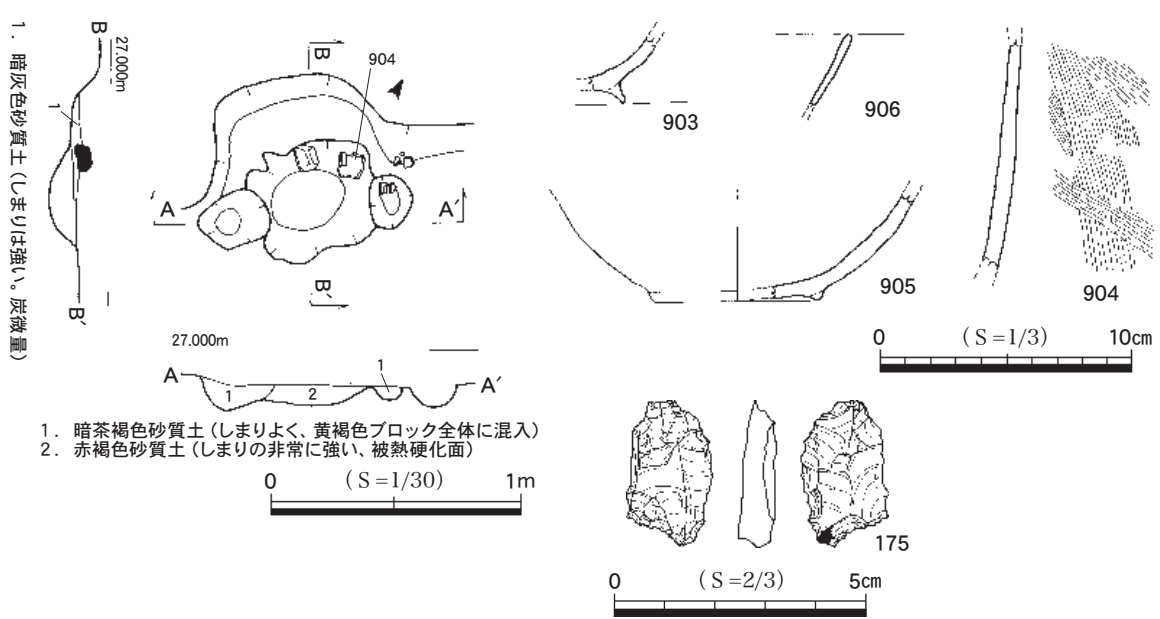 1. 暗灰色砂質土（しまりは強い。炭微量）
B
27.000m
1
B′
B
904
A
A′
B′
27.000m
A
1
2
1
A′
1. 暗茶褐色砂質土（しまりよく、黄褐色ブロック全体に混入）
2. 赤褐色砂質土（しまりの非常に強い、被熱硬化面）
0 （S=1/30） 1m
903
906
905
904
0 （S=1/3） 10cm
175
0 （S=2/3） 5cm